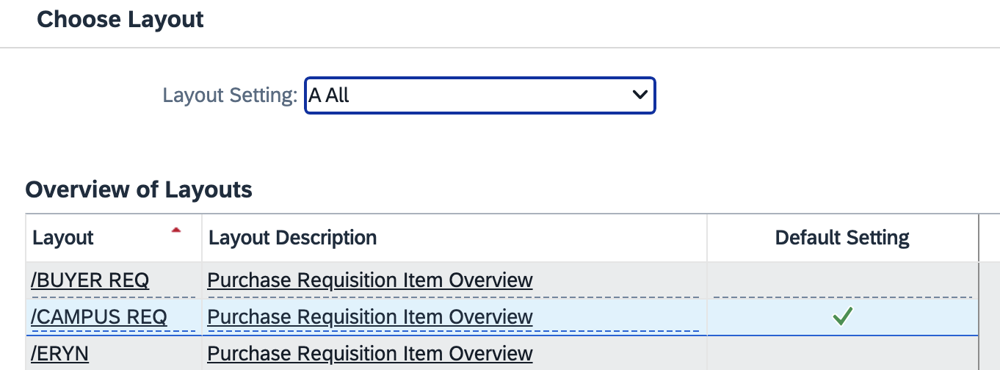 Choose Layout
Layout Setting: A All
Overview of Layouts
Layout Layout Description Default Setting
/BUYER REQ Purchase Requisition Item Overview
/CAMPUS REQ Purchase Requisition Item Overview
/ERYN Purchase Requisition Item Overview